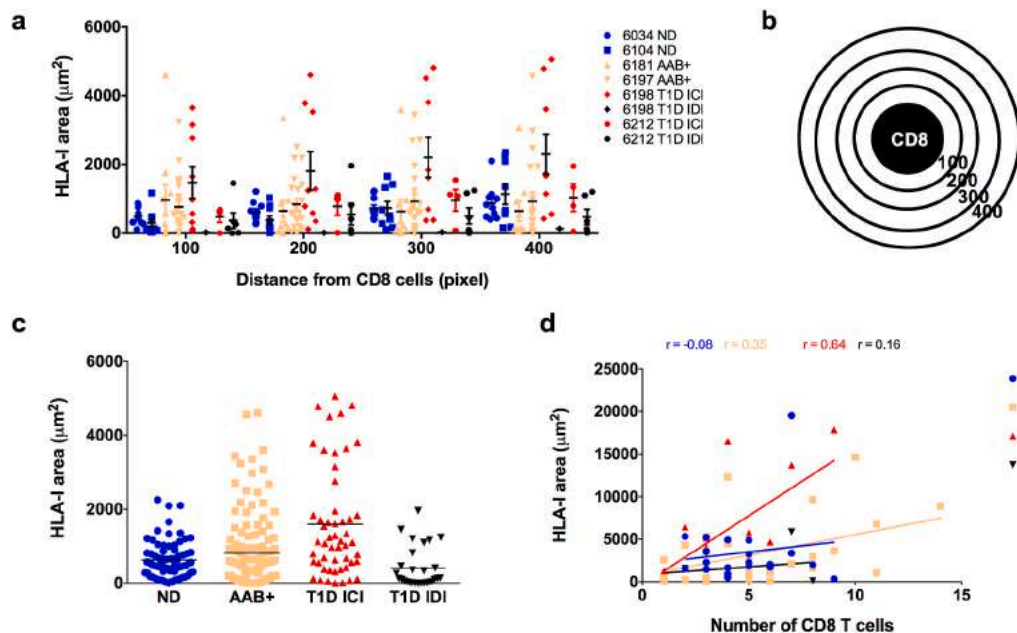 a
6000
4000
2000
0
HLA-I area (μm²)
100 200 300 400
Distance from CD8 cells (pixel)
6034 ND
6104 ND
6181 AAB+
6197 AAB+
6198 T1D ICI
6198 T1D IDI
6212 T1D ICI
6212 T1D IDI
b
CD8
100
200
300
400
c
6000
4000
2000
0
HLA-I area (μm²)
ND AAB+ T1D ICI T1D IDI
d
r = -0.08 r = 0.35 r = 0.64 r = 0.16
25000
20000
15000
10000
5000
0
HLA-I area (μm²)
0 5 10 15
Number of CD8 T cells